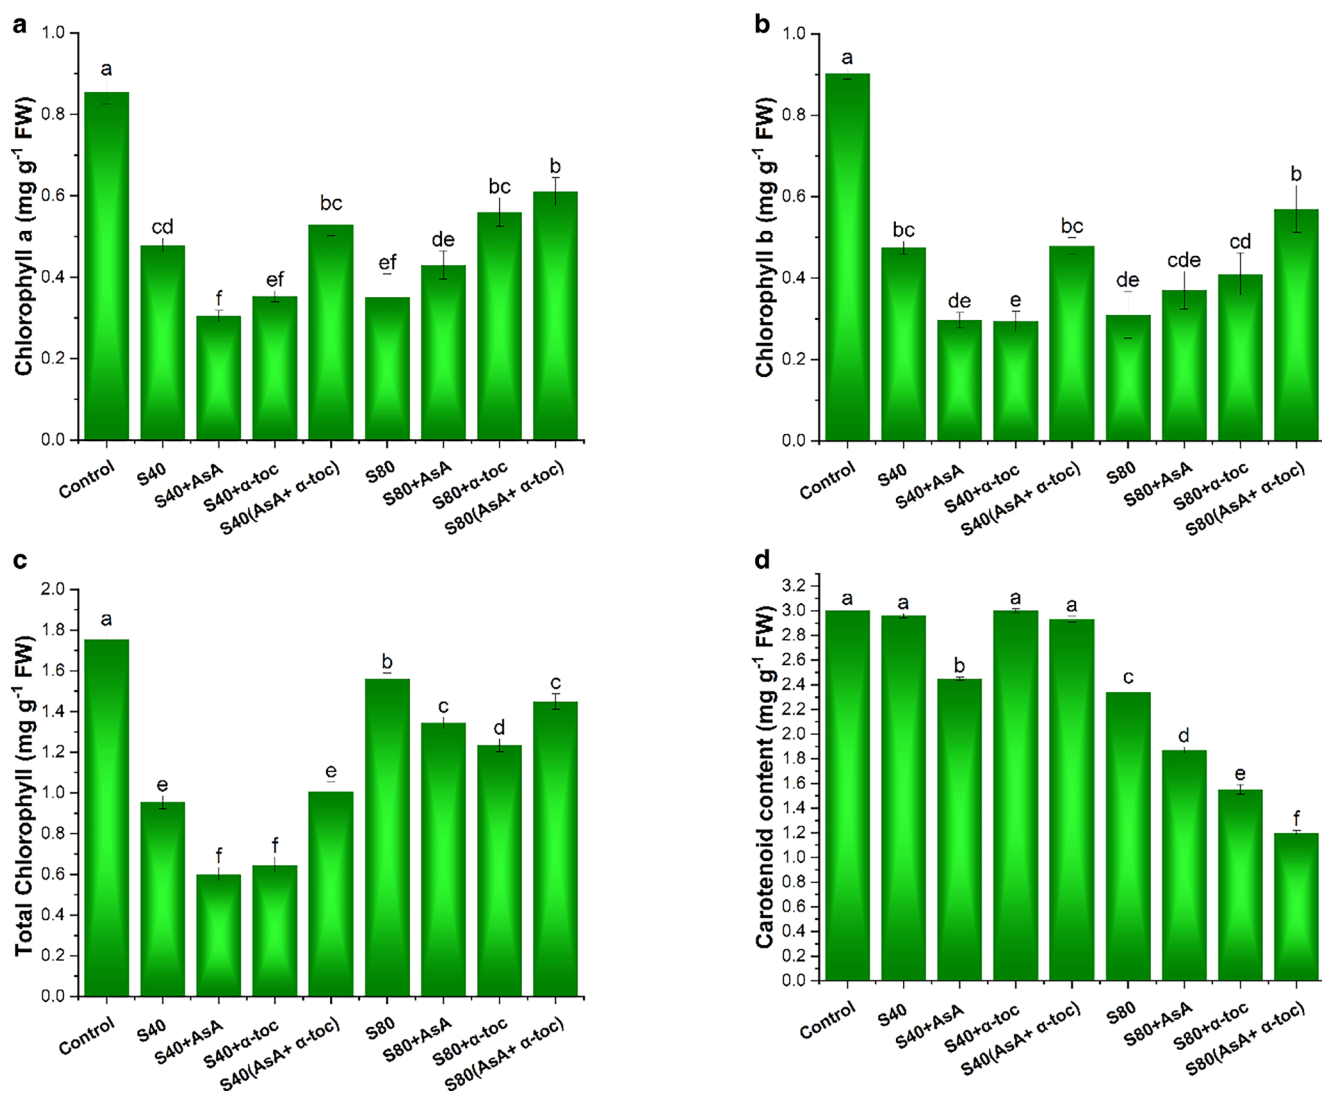 a
Chlorophyll a (mg g⁻¹ FW)
1.0
0.8
0.6
0.4
0.2
0.0
a
cd
f
ef
bc
ef
de
bc
b
Control
S40
S40+AsA
S40+α-toc
S40(AsA+ α-toc)
S80
S80+AsA
S80+α-toc
S80(AsA+ α-toc)
b
Chlorophyll b (mg g⁻¹ FW)
1.0
0.8
0.6
0.4
0.2
0.0
a
bc
de
e
bc
de
cde
cd
b
Control
S40
S40+AsA
S40+α-toc
S40(AsA+ α-toc)
S80
S80+AsA
S80+α-toc
S80(AsA+ α-toc)
c
Total Chlorophyll (mg g⁻¹ FW)
2.0
1.8
1.6
1.4
1.2
1.0
0.8
0.6
0.4
0.2
0.0
a
e
f
f
e
b
c
d
c
Control
S40
S40+AsA
S40+α-toc
S40(AsA+ α-toc)
S80
S80+AsA
S80+α-toc
S80(AsA+ α-toc)
d
Carotenoid content (mg g⁻¹ FW)
3.2
3.0
2.8
2.6
2.4
2.2
2.0
1.8
1.6
1.4
1.2
1.0
0.8
0.6
0.4
0.2
0.0
a
a
b
a
a
c
d
e
f
Control
S40
S40+AsA
S40+α-toc
S40(AsA+ α-toc)
S80
S80+AsA
S80+α-toc
S80(AsA+ α-toc)